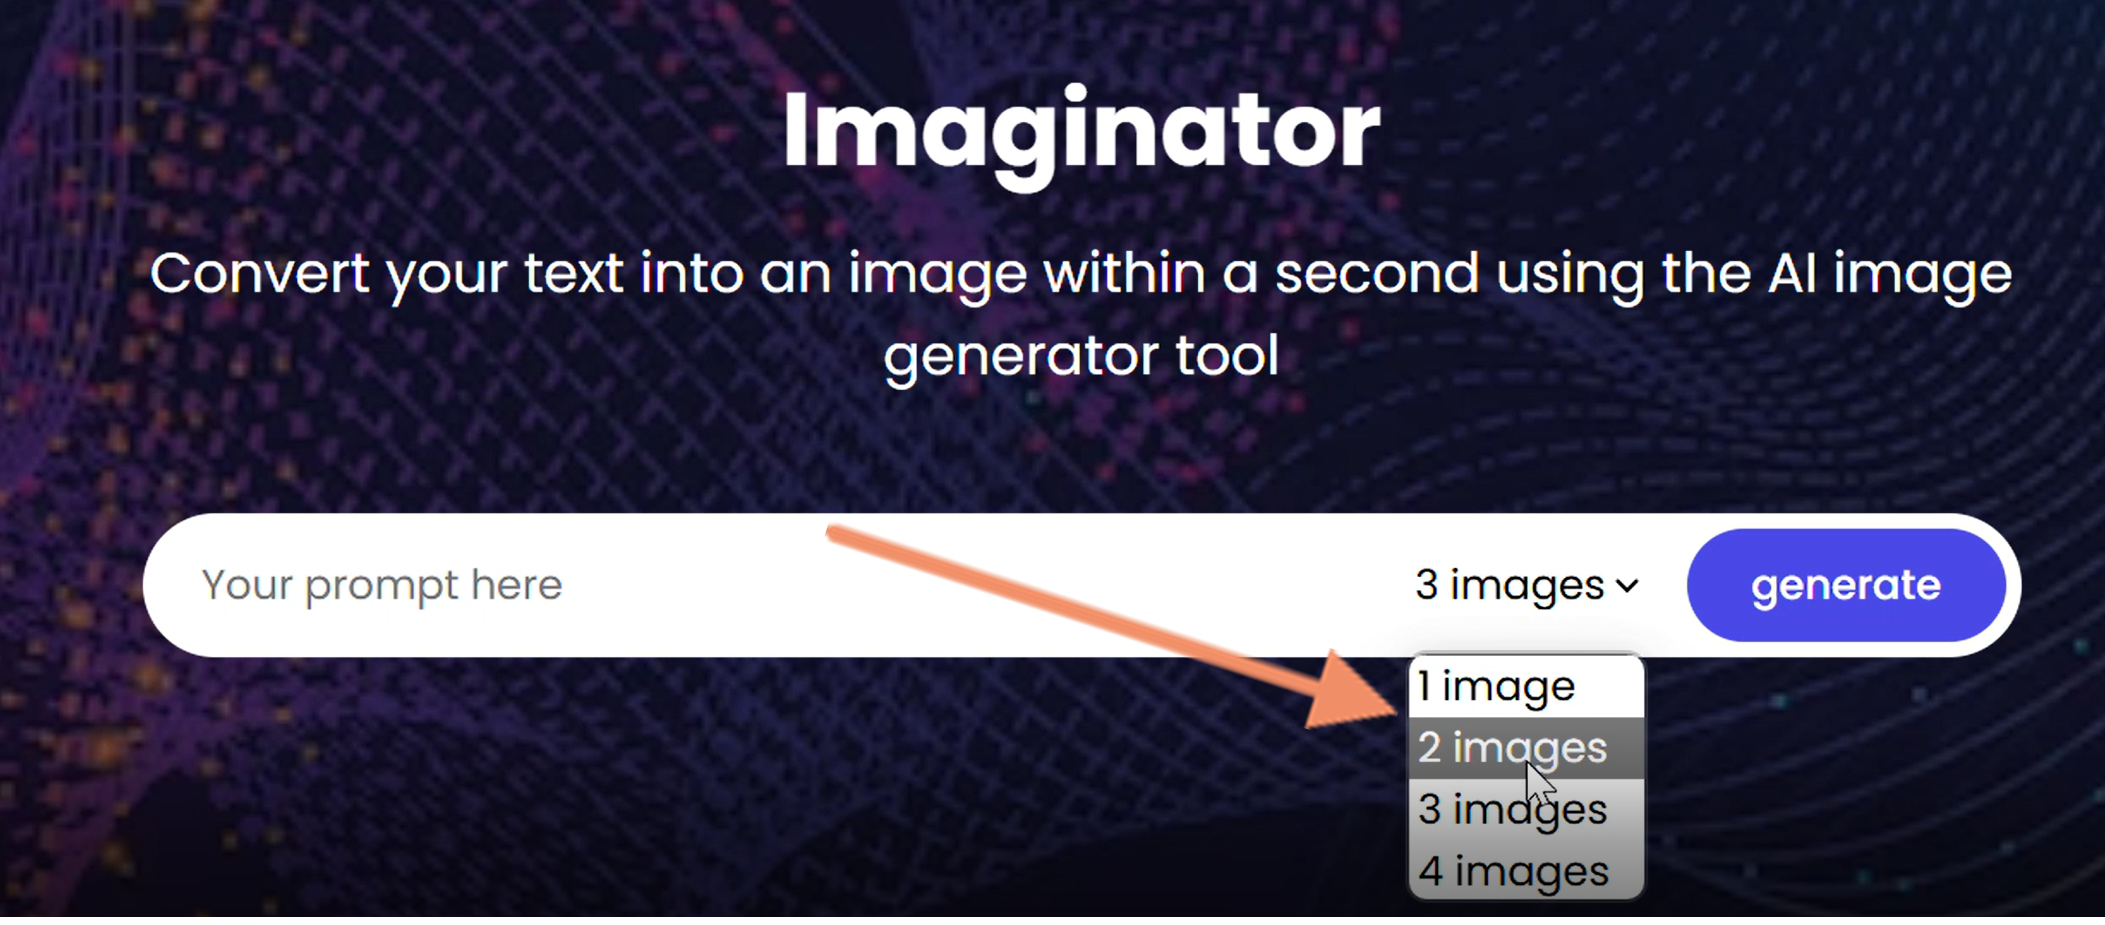 Imaginator
Convert your text into an image within a second using the AI image
generator tool
Your prompt here
3 images
generate
1 image
2 images
3 images
4 images